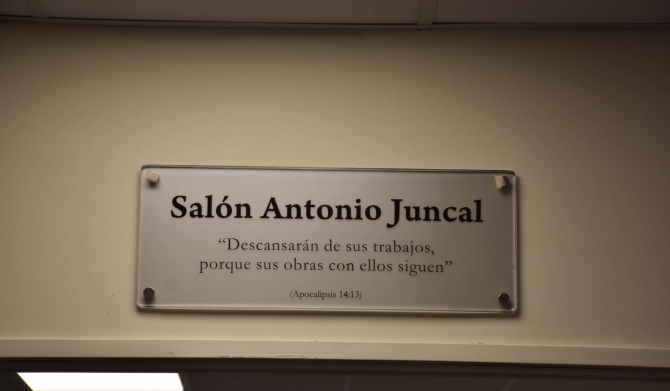 Salón Antonio Juncal
“Descansarán de sus trabajos,
porque sus obras con ellos siguen”
(Apocalipsis 14:13)